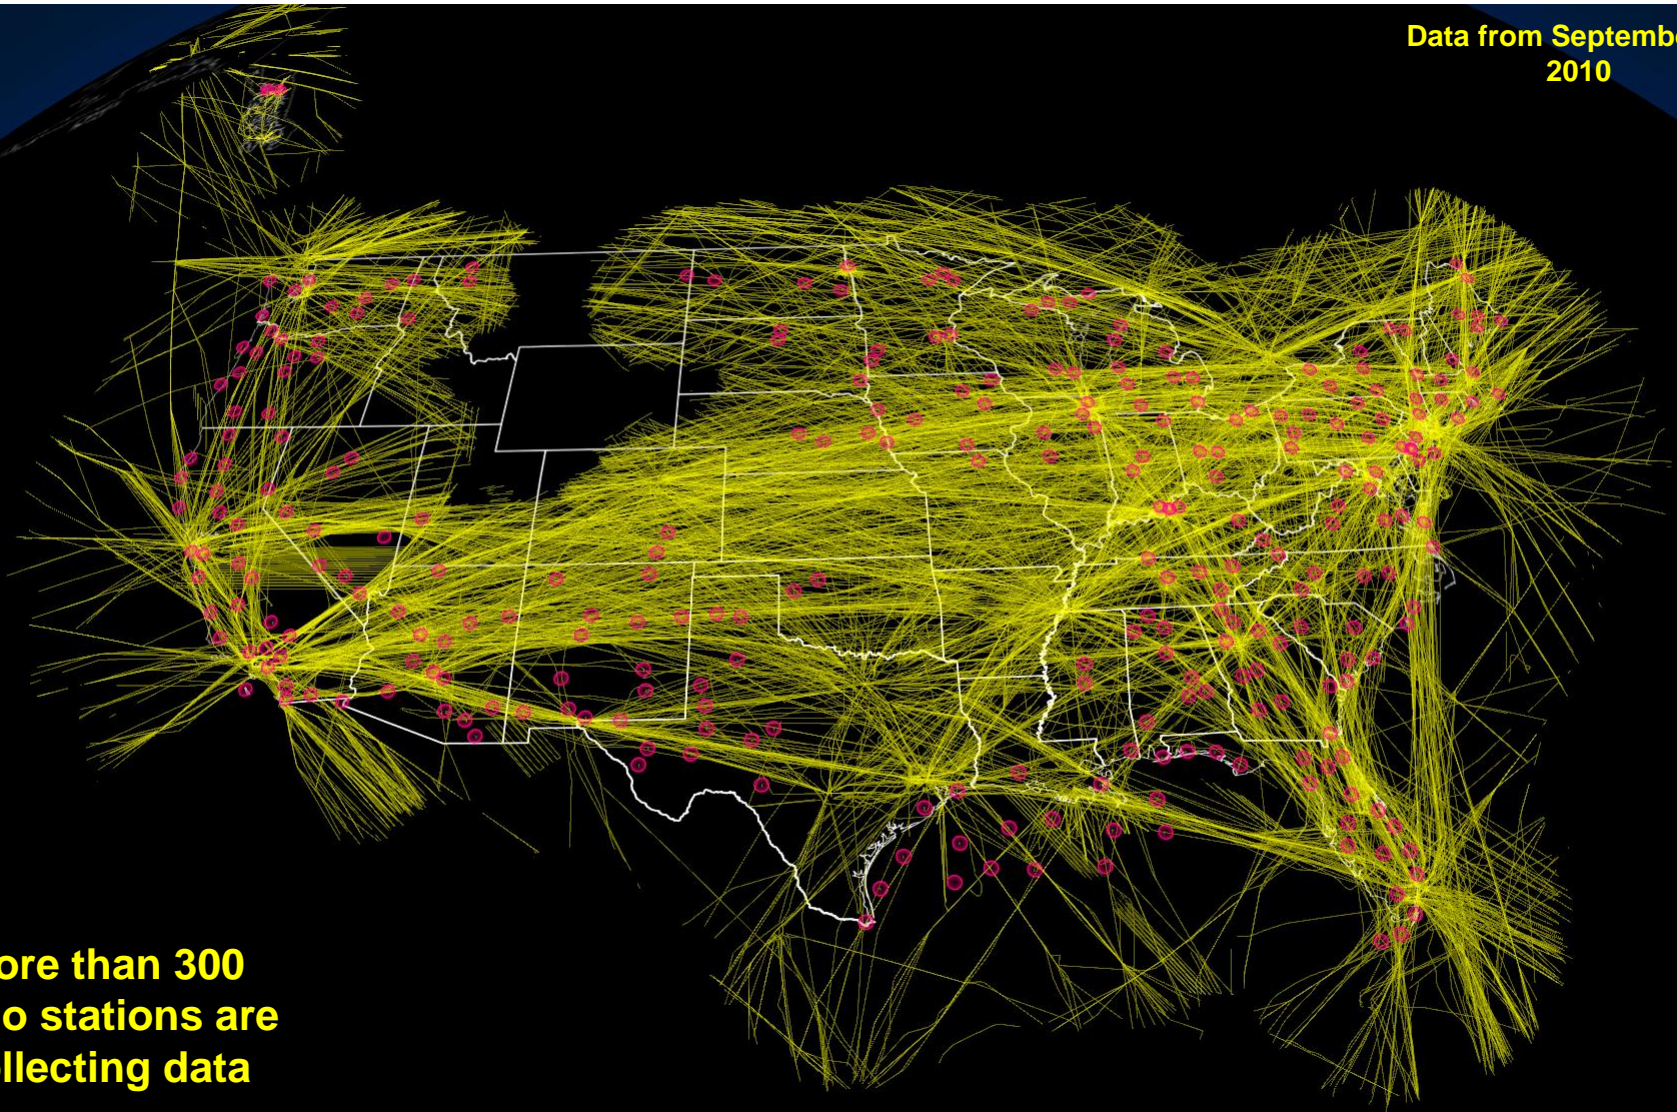 Data from Septemb
2010
ore than 300
o stations are
llecting data